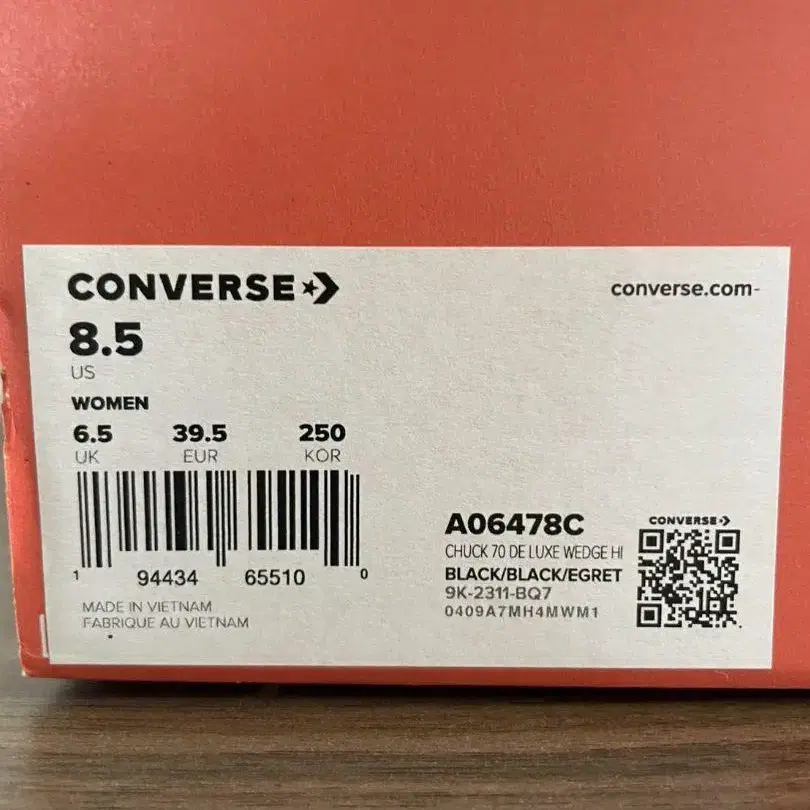 CONVERSE
converse.com-
8.5
US
WOMEN
6.5 39.5 250
UK EUR KOR
1 94434 65510 0
MADE IN VIETNAM
FABRIQUE AU VIETNAM
A06478C
CHUCK 70 DE LUXE WEDGE HI
BLACK/BLACK/EGRET
9K-2311-BQ7
0409A7MH4MWM1
CONVERSE